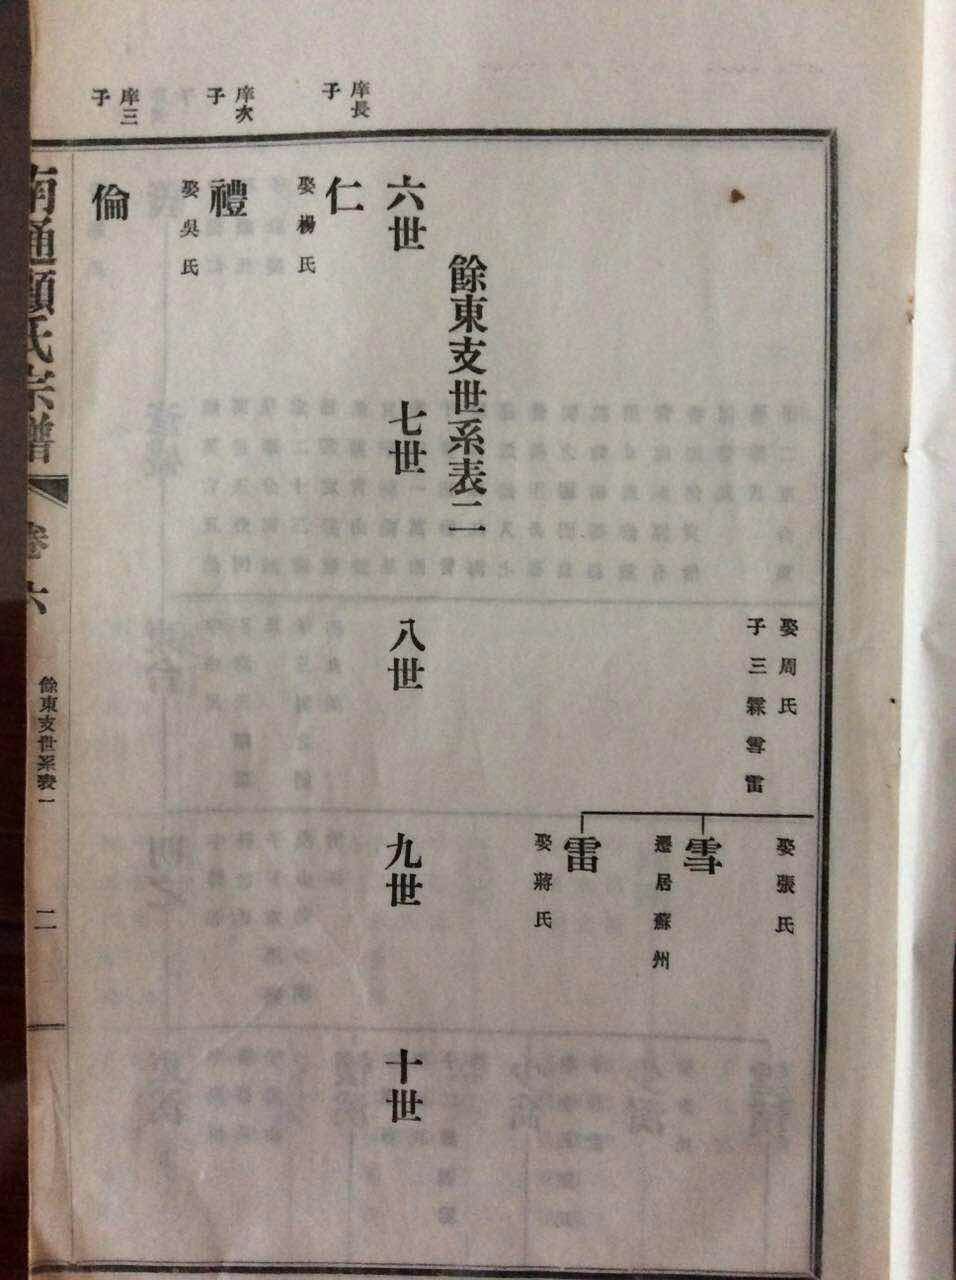 娶周氏
子三霖雪雷
娶張氏
雪
遷居蘇州
雷
娶蔣氏
餘東支世系表二
六世
七世
八世
九世
十世
庠長
子
仁
娶楊氏
庠次
子
禮
娶吳氏
庠三
子
倫
南通顧氏宗譜
卷六
餘東支世系表一
二